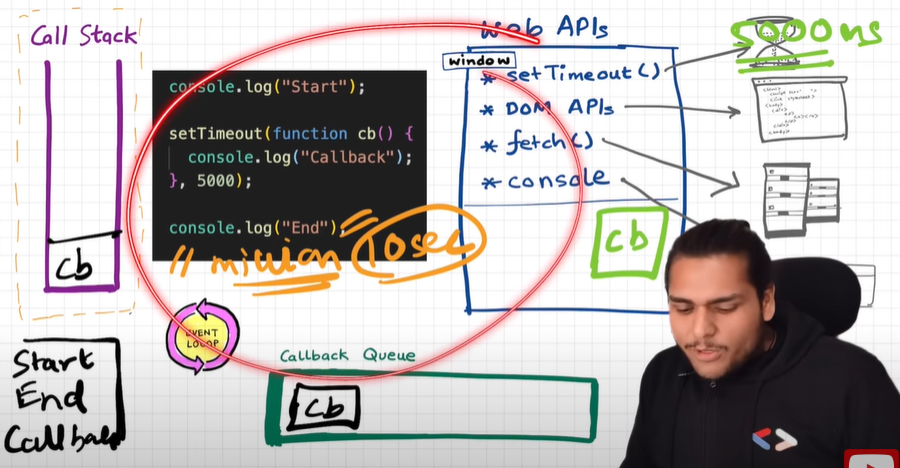 Call Stack
cb
Start
End
Callba
console.log("Start");
setTimeout(function cb() {
console.log("Callback");
}, 5000);
console.log("End");
// million 10sec
EVENT
LOOP
Callback Queue
cb
Web APIs
window
* setTimeout()
* DOM APIs
* fetch()
* console
cb
5000ms